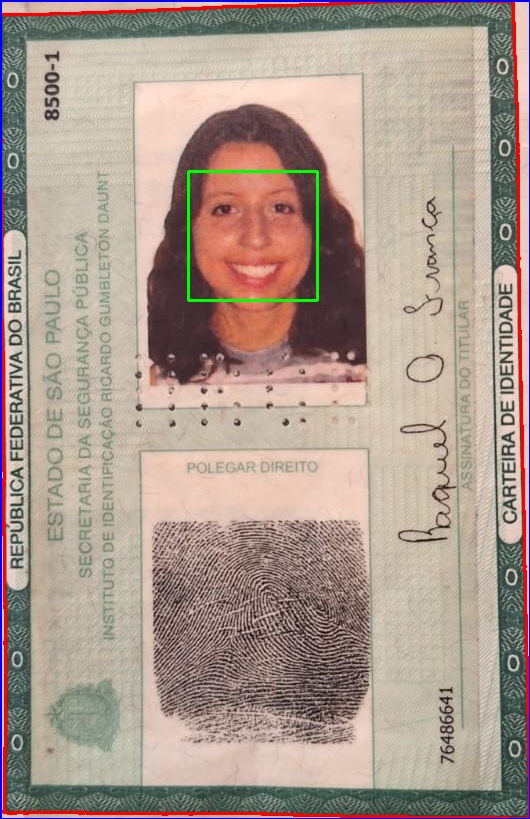 REPÚBLICA FEDERATIVA DO BRASIL
8500-1
ESTADO DE SÃO PAULO
SECRETARIA DA SEGURANÇA PÚBLICA
INSTITUTO DE IDENTIFICAÇÃO RICARDO GUMBLETON DAUNT
POLEGAR DIREITO
Raquel O. França
ASSINATURA DO TITULAR
76486641
CARTEIRA DE IDENTIDADE